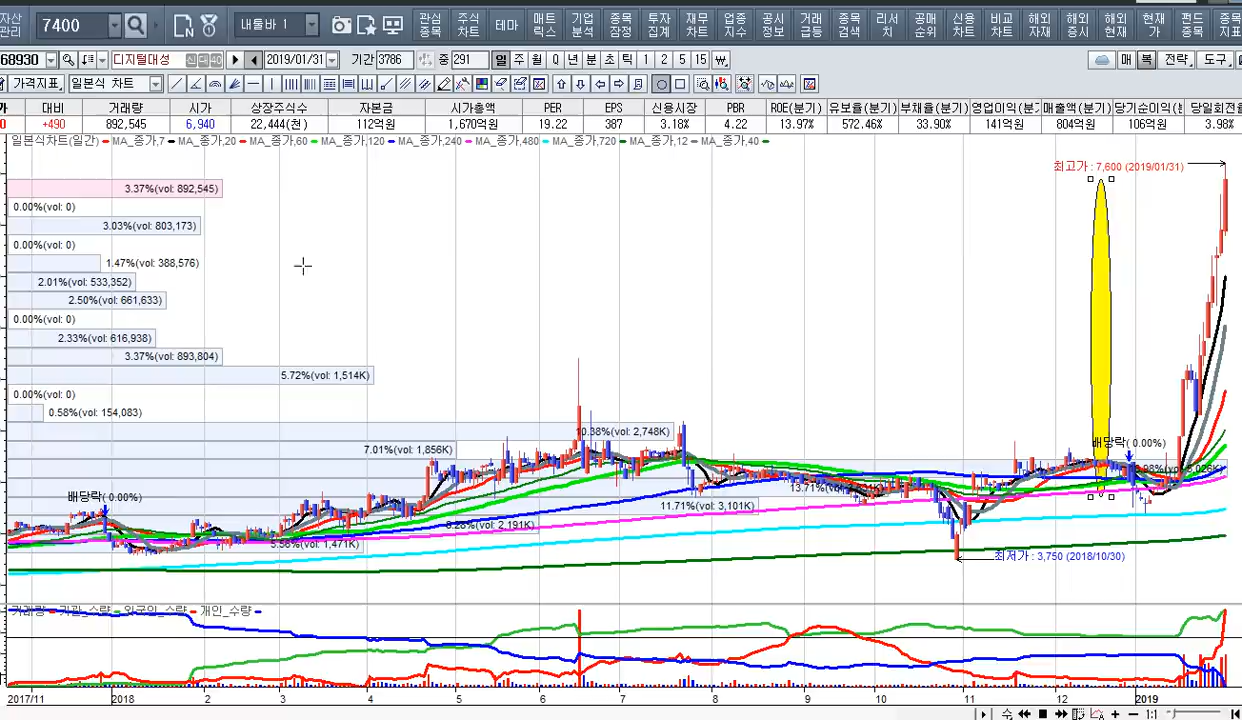 자산 관리 7400 내툴바 1 관심 종목 주식 차트 테마 매트 릭스 기업 분석 종목 잠정 투자 집계 재무 차트 업종 지수 공시 정보 거래 급등 종목 검색 리서 치 공매 순위 신용 차트 비교 차트 해외 자재 해외 증시 해외 현재 현재 가 펀드 종목 종목 지표
68930 디지털대성 신 대 40 2019/01/31 기간 3786 중 291 일 주 월 Q 년 분 초 틱 1 2 5 15 매 복 전략 도구
가격지표 일본식 차트
가 대비 거래량 시가 상장주식수 자본금 시가총액 PER EPS 신용시장 PBR ROE(분기) 유보율(분기) 부채율(분기) 영업이익(분기 매출액(분기) 당기순이익(분 당일회전율
0 +490 892,545 6,940 22,444(천) 112억원 1,670억원 19.22 387 3.18% 4.22 13.97% 572.46% 33.90% 141억원 804억원 106억원 3.98%
일본식차트(일간) MA_종가,7 MA_종가,20 MA_종가,60 MA_종가,120 MA_종가,240 MA_종가,480 MA_종가,720 MA_종가,12 MA_종가,40
최고가 : 7,600 (2019/01/31)
3.37%(vol: 892,545)
0.00%(vol: 0)
3.03%(vol: 803,173)
0.00%(vol: 0)
1.47%(vol: 388,576)
2.01%(vol: 533,352)
2.50%(vol: 661,633)
0.00%(vol: 0)
2.33%(vol: 616,938)
3.37%(vol: 893,804)
5.72%(vol: 1,514K)
0.00%(vol: 0)
0.58%(vol: 154,083)
10.38%(vol: 2,748K)
배당락( 0.00%)
7.01%(vol: 1,856K)
13.71%(vol:
배당락( 0.00%)
11.71%(vol: 3,101K)
8.28%(vol: 2,191K)
5.56%(vol: 1,471K)
최저가 : 3,750 (2018/10/30)
거래량 기관_수량 외국인_수량 개인_수량
2017/11 2018 2 3 4 5 6 7 8 9 10 11 12 2019
1:1